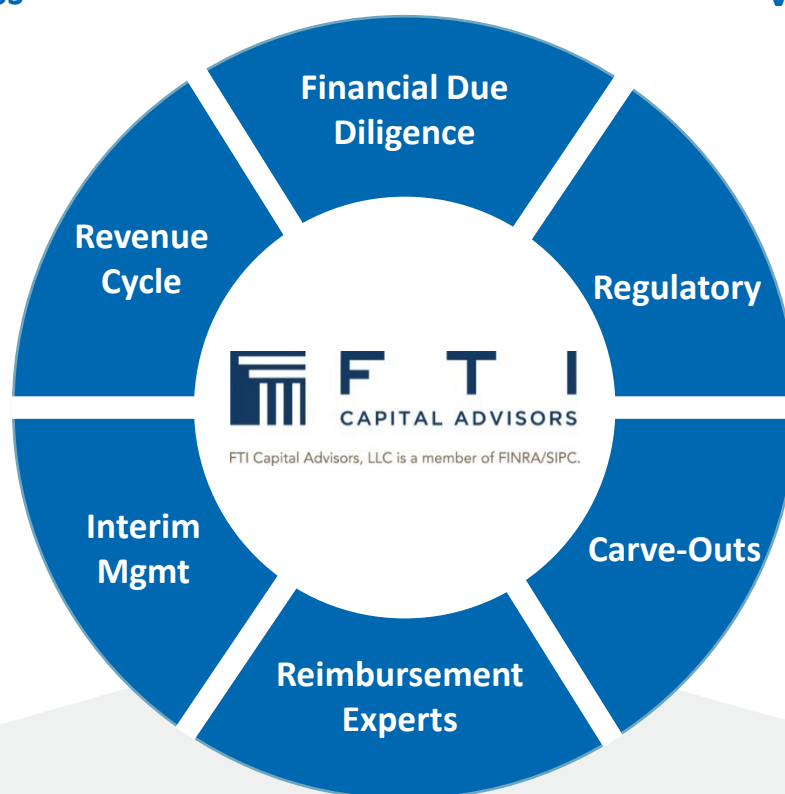 Financial Due
Diligence
Revenue
Cycle
Regulatory
FTI
CAPITAL ADVISORS
FTI Capital Advisors, LLC is a member of FINRA/SIPC.
Interim
Mgmt
Carve-Outs
Reimbursement
Experts